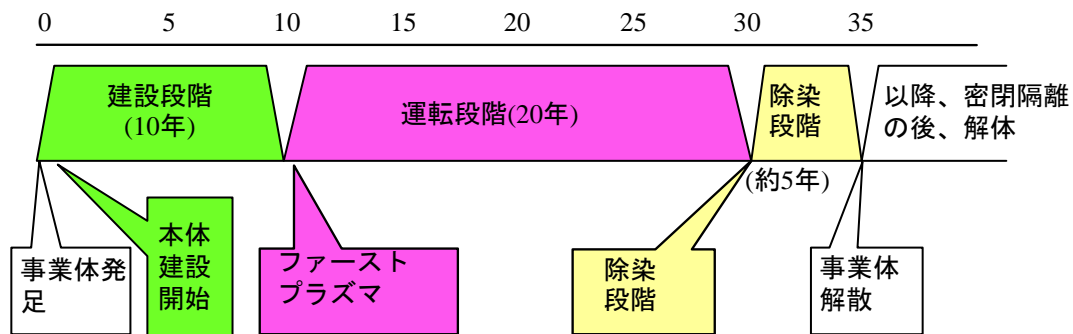 0 5 10 15 20 25 30 35
建設段階
(10年)
運転段階(20年)
除染
段階
以降、密閉隔離
の後、解体
(約5年)
事業体発
足
本体
建設
開始
ファースト
プラズマ
除染
段階
事業体
解散